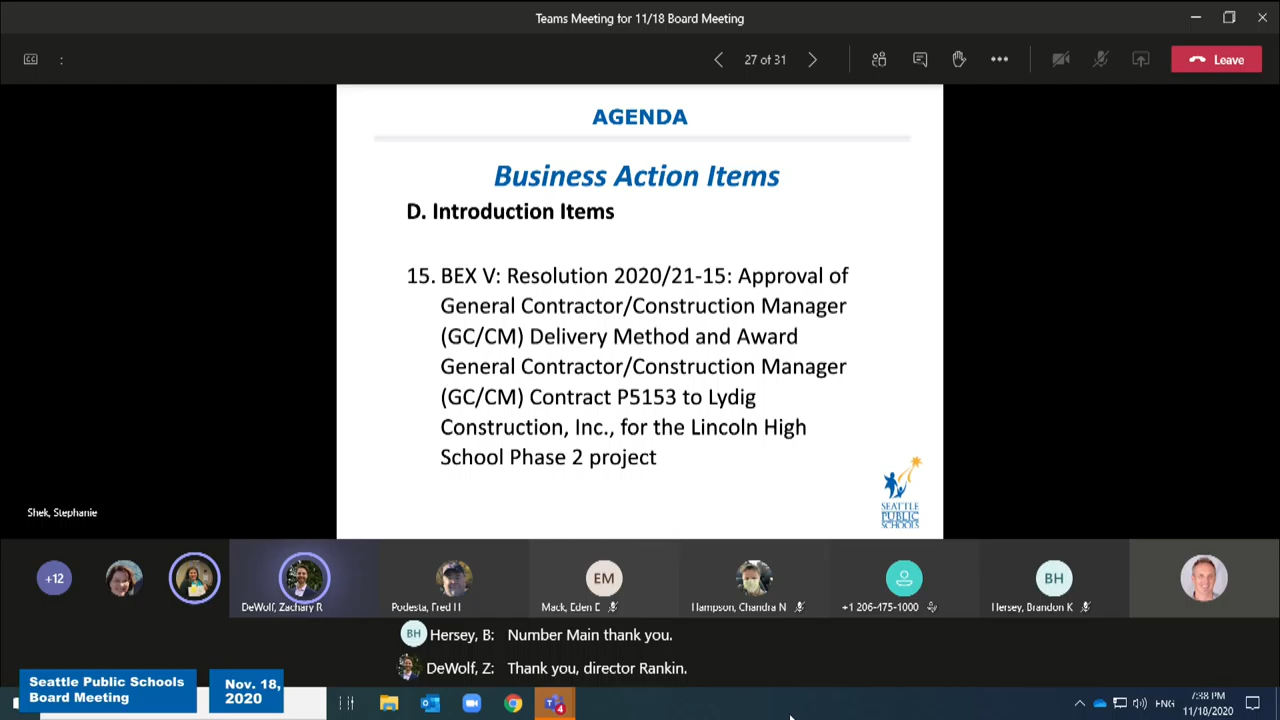 Teams Meeting for 11/18 Board Meeting
CC :
27 of 31
Leave
AGENDA
Business Action Items
D. Introduction Items
15. BEX V: Resolution 2020/21-15: Approval of
General Contractor/Construction Manager
(GC/CM) Delivery Method and Award
General Contractor/Construction Manager
(GC/CM) Contract P5153 to Lydig
Construction, Inc., for the Lincoln High
School Phase 2 project
SEATTLE
PUBLIC
SCHOOLS
Shek, Stephanie
+12
DeWolf, Zachary R
Podesta, Fred H
EM
Mack, Eden E
Hampson, Chandra N
+1 206-475-1000
BH
Hersey, Brandon K
BH Hersey, B: Number Main thank you.
DeWolf, Z: Thank you, director Rankin.
Seattle Public Schools
Board Meeting
Nov. 18,
2020
4
ENG
7:38 PM
11/18/2020